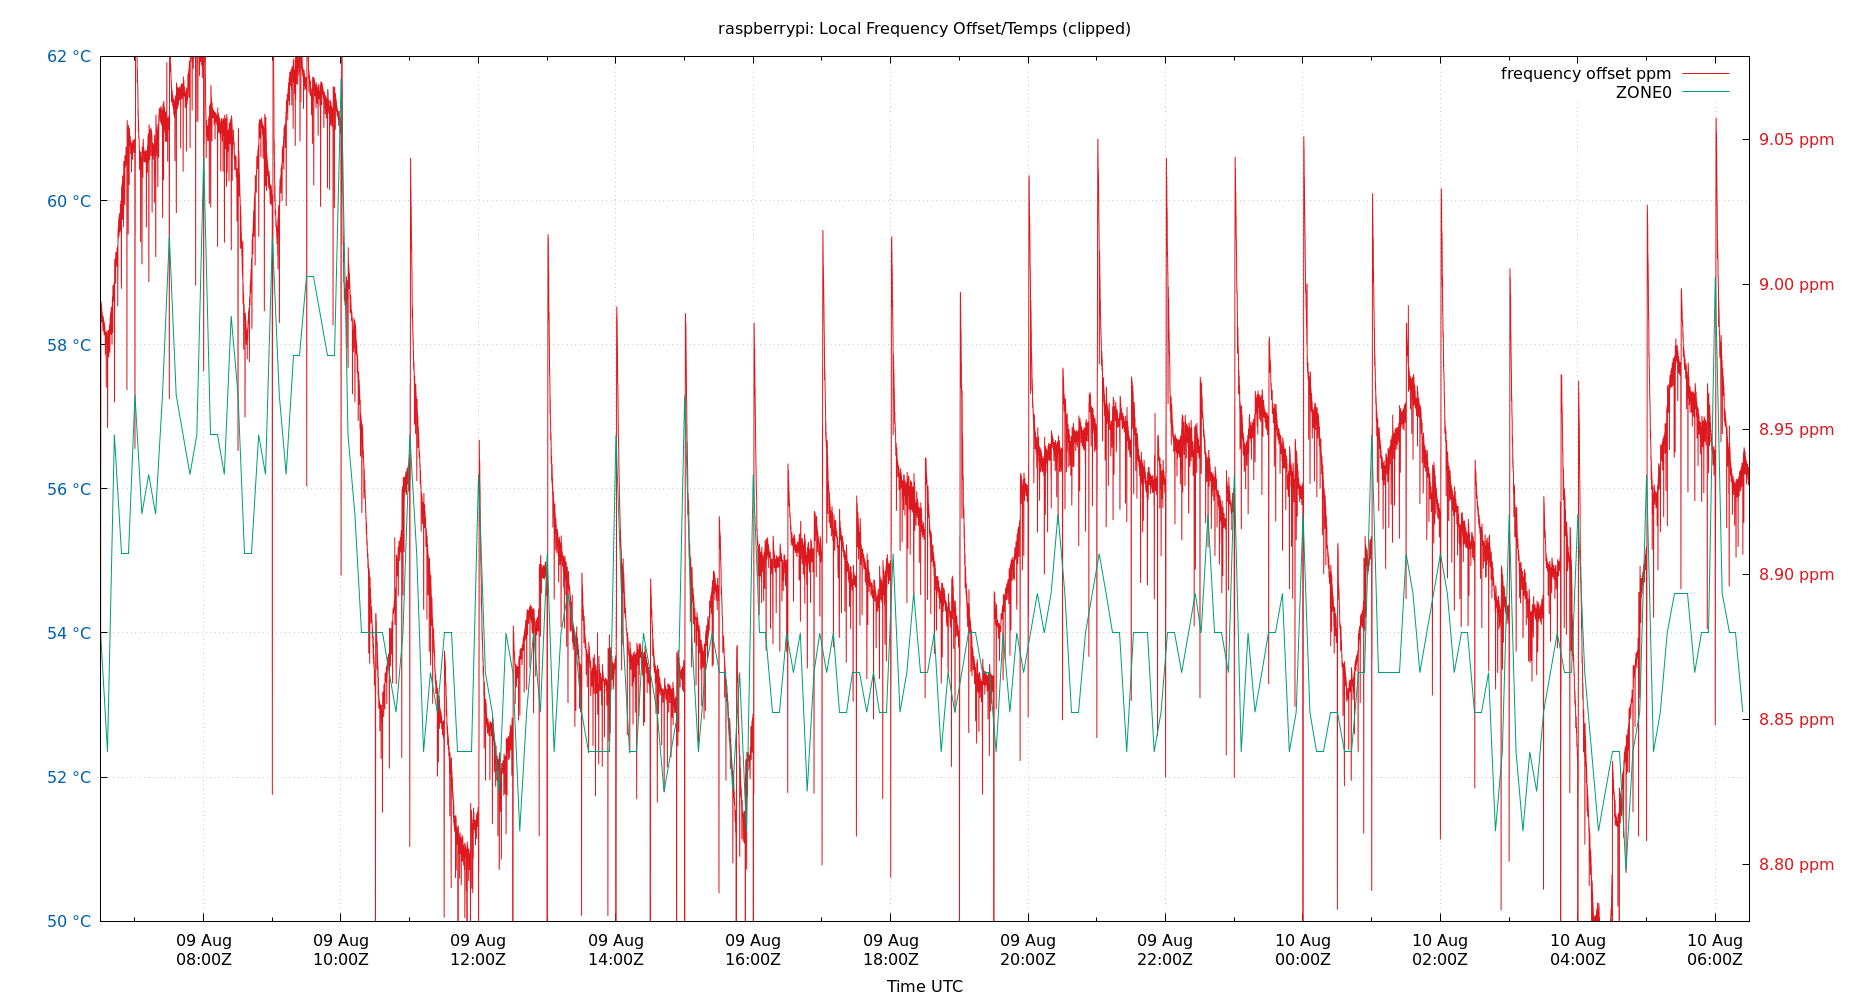 raspberrypi: Local Frequency Offset/Temps (clipped)
62 °C
60 °C
58 °C
56 °C
54 °C
52 °C
50 °C
frequency offset ppm
ZONE0
9.05 ppm
9.00 ppm
8.95 ppm
8.90 ppm
8.85 ppm
8.80 ppm
09 Aug 09 Aug 09 Aug 09 Aug 09 Aug 09 Aug 09 Aug 09 Aug 10 Aug 10 Aug 10 Aug 10 Aug
08:00Z 10:00Z 12:00Z 14:00Z 16:00Z 18:00Z 20:00Z 22:00Z 00:00Z 02:00Z 04:00Z 06:00Z
Time UTC